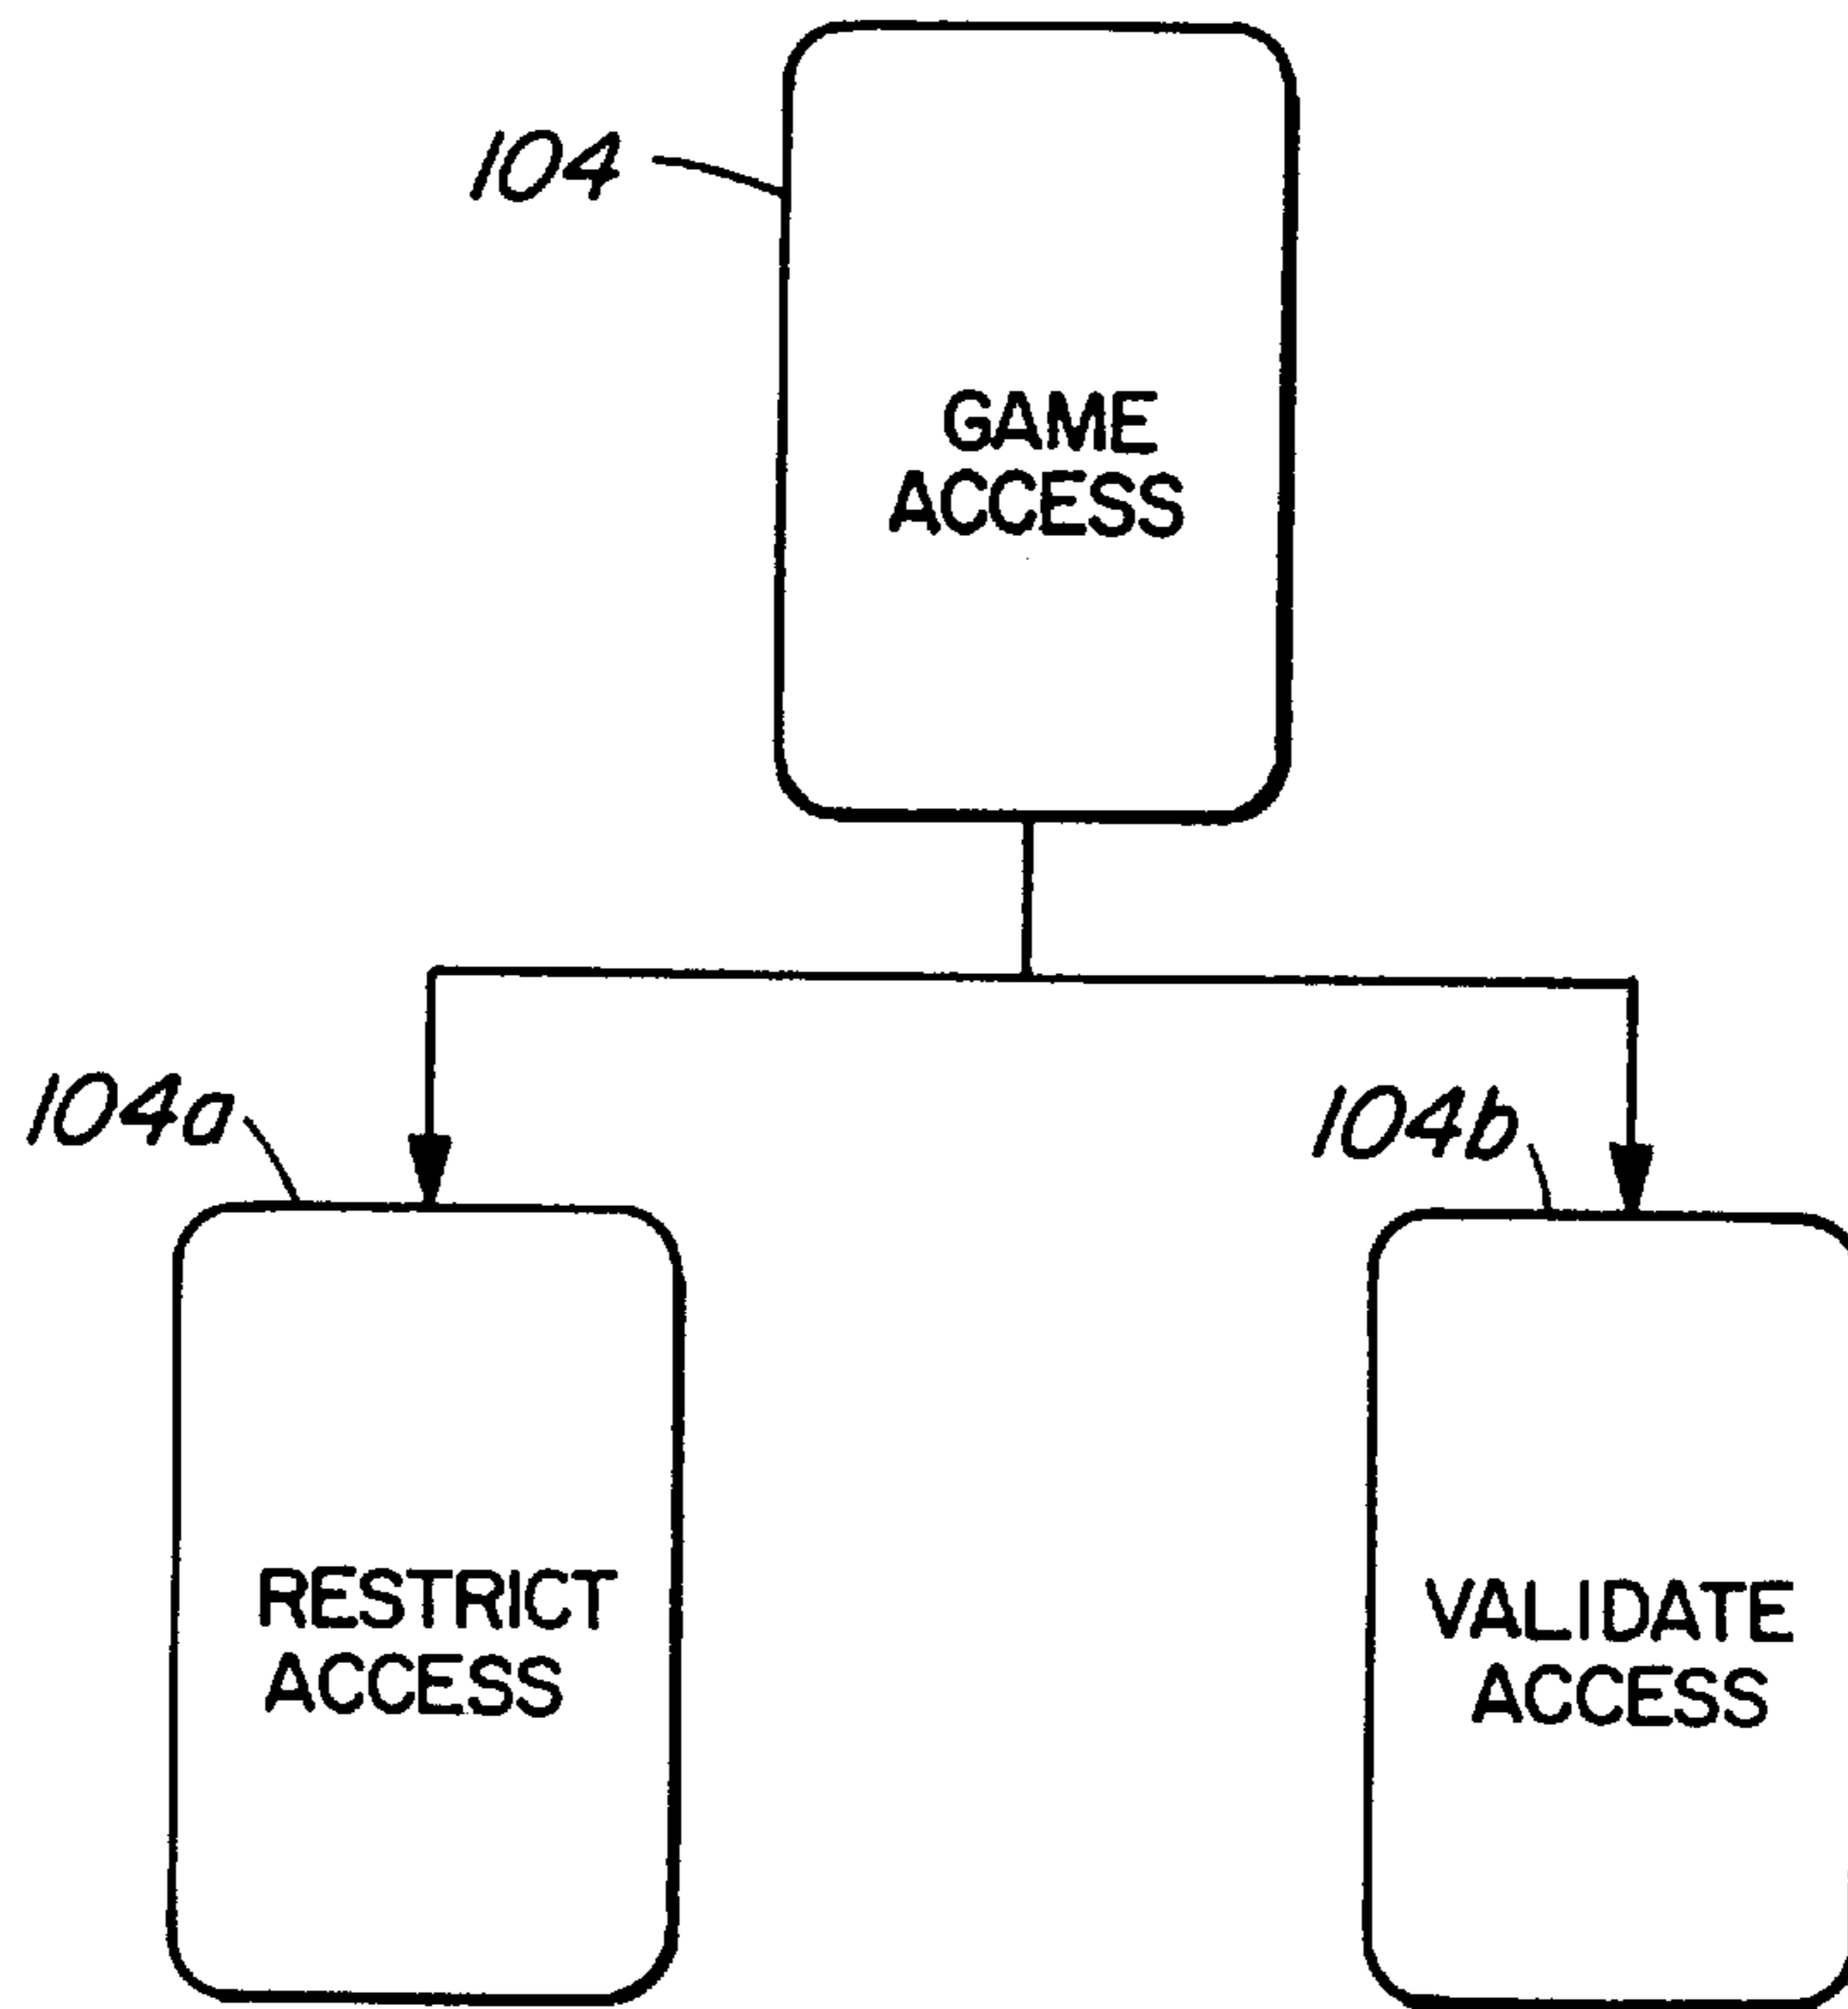 104
GAME
ACCESS
104a
104b
RESTRICT
ACCESS
VALIDATE
ACCESS